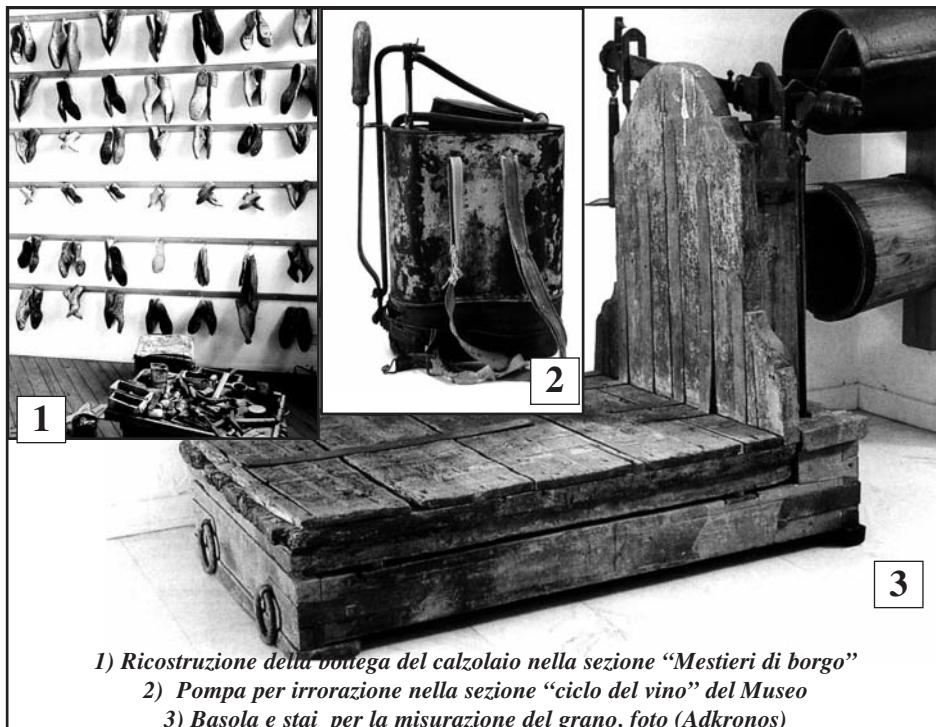 1
2
3
1) Ricostruzione della bottega del calzolaio nella sezione “Mestieri di borgo”
2) Pompa per irrorazione nella sezione “ciclo del vino” del Museo
3) Basola e stai per la misurazione del grano, foto (Adkronos)